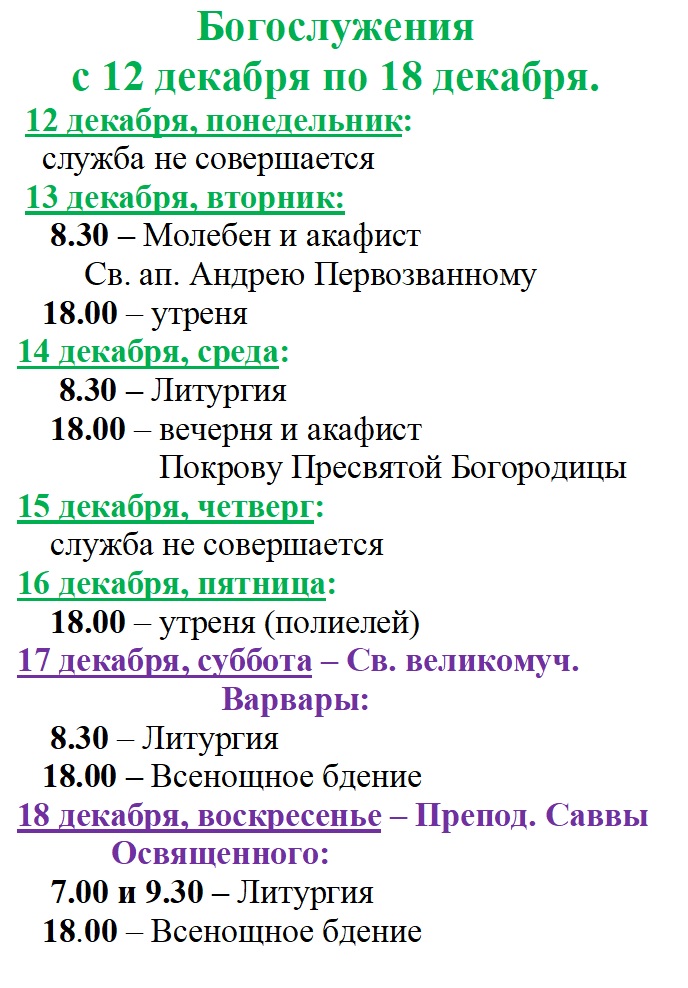 Богослужения
с 12 декабря по 18 декабря.
12 декабря, понедельник:
служба не совершается
13 декабря, вторник:
8.30 – Молебен и акафист
Св. ап. Андрею Первозванному
18.00 – утреня
14 декабря, среда:
8.30 – Литургия
18.00 – вечерня и акафист
Покрову Пресвятой Богородицы
15 декабря, четверг:
служба не совершается
16 декабря, пятница:
18.00 – утреня (полиелей)
17 декабря, суббота – Св. великомуч.
Варвары:
8.30 – Литургия
18.00 – Всенощное бдение
18 декабря, воскресенье – Препод. Саввы
Освященного:
7.00 и 9.30 – Литургия
18.00 – Всенощное бдение